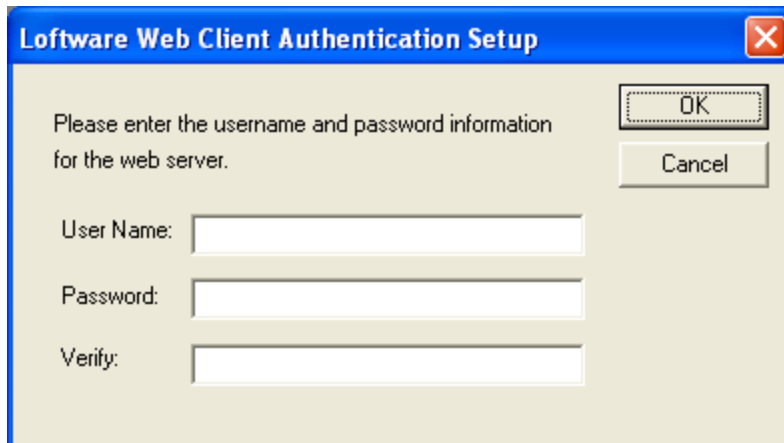 Loftware Web Client Authentication Setup
Please enter the username and password information
for the web server.
OK
Cancel
User Name:
Password:
Verify: